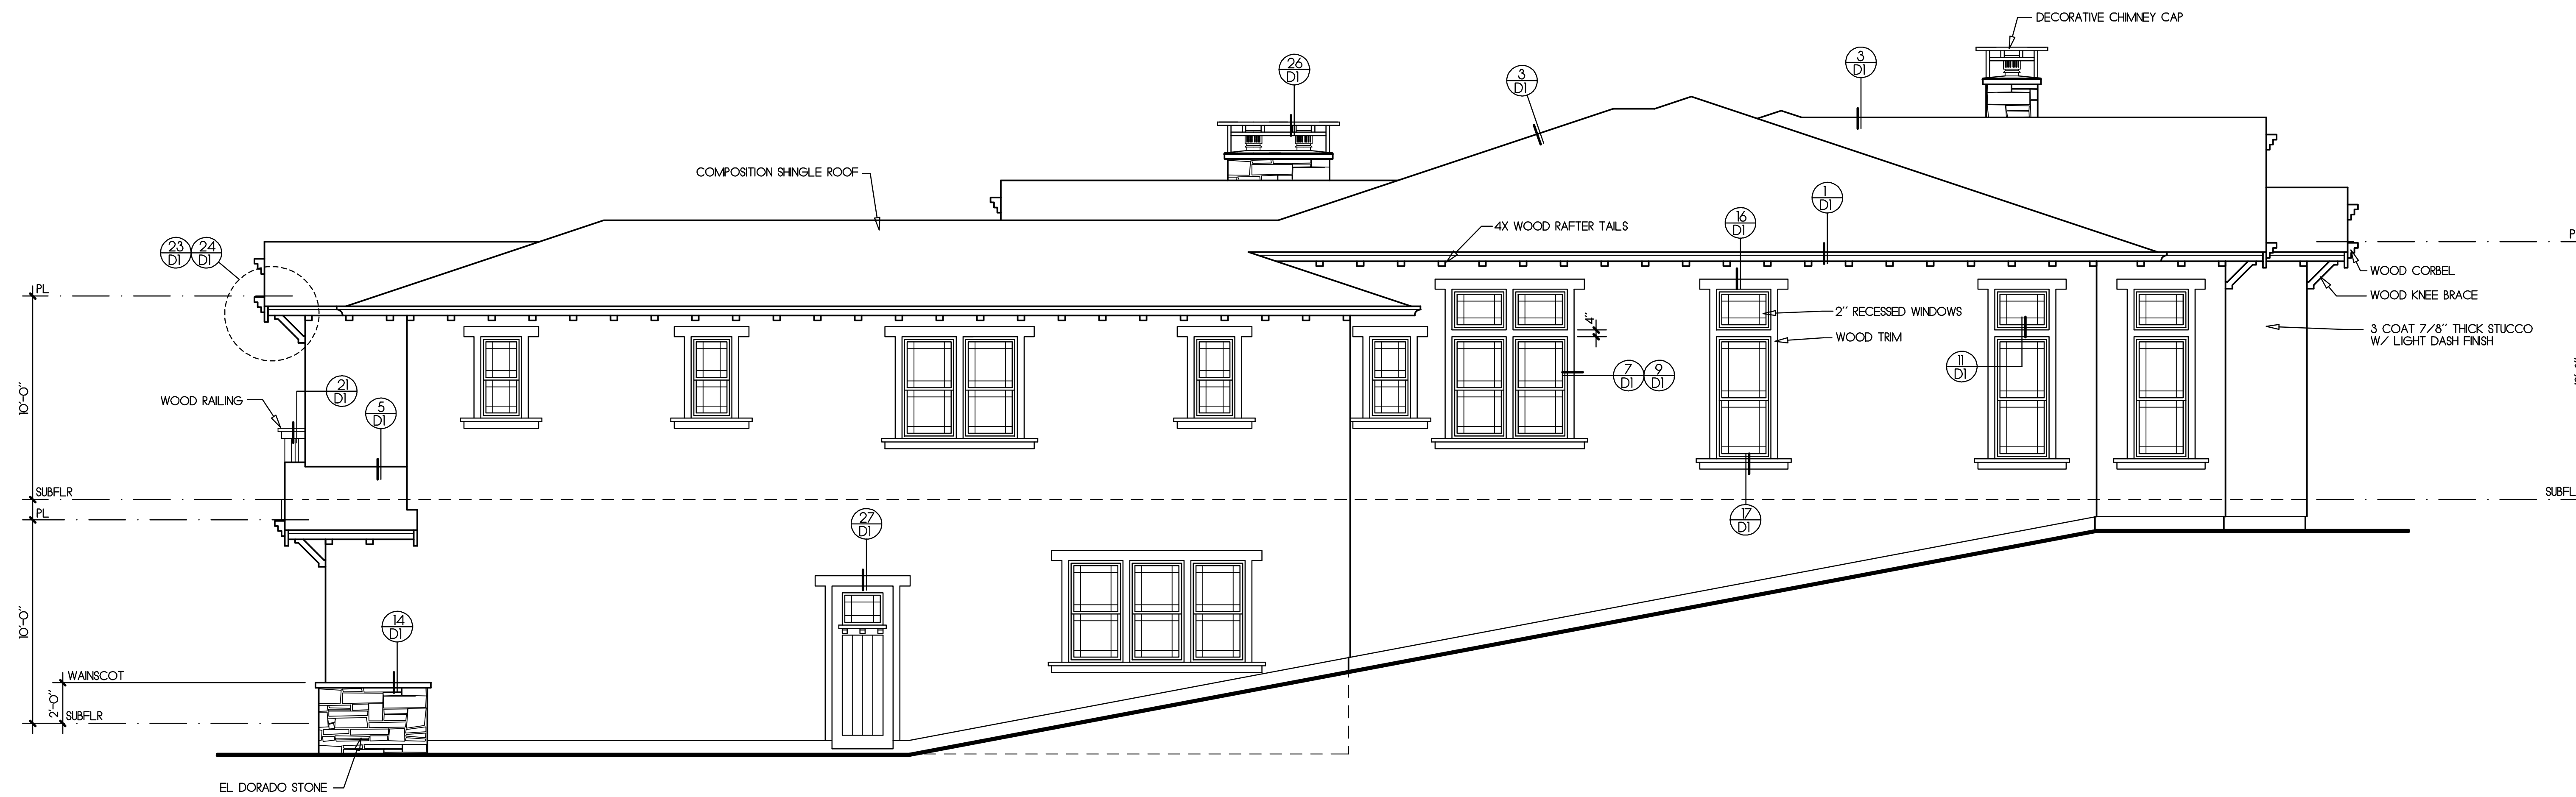 DECORATIVE CHIMNEY CAP
3
D1
26
D1
3
D1
COMPOSITION SHINGLE ROOF
1
D1
16
D1
4X WOOD RAFTER TAILS
P
23
D1
24
D1
WOOD CORBEL
PL
WOOD KNEE BRACE
2'' RECESSED WINDOWS
4''
3 COAT 7/8'' THICK STUCCO
W/ LIGHT DASH FINISH
WOOD TRIM
11
D1
7
D1
9
D1
10'-0''
21
D1
WOOD RAILING
5
D1
SUBFLR
SUBFL
PL
17
D1
27
D1
10'-0''
14
D1
WAINSCOT
2'-0''
SUBFLR
EL DORADO STONE